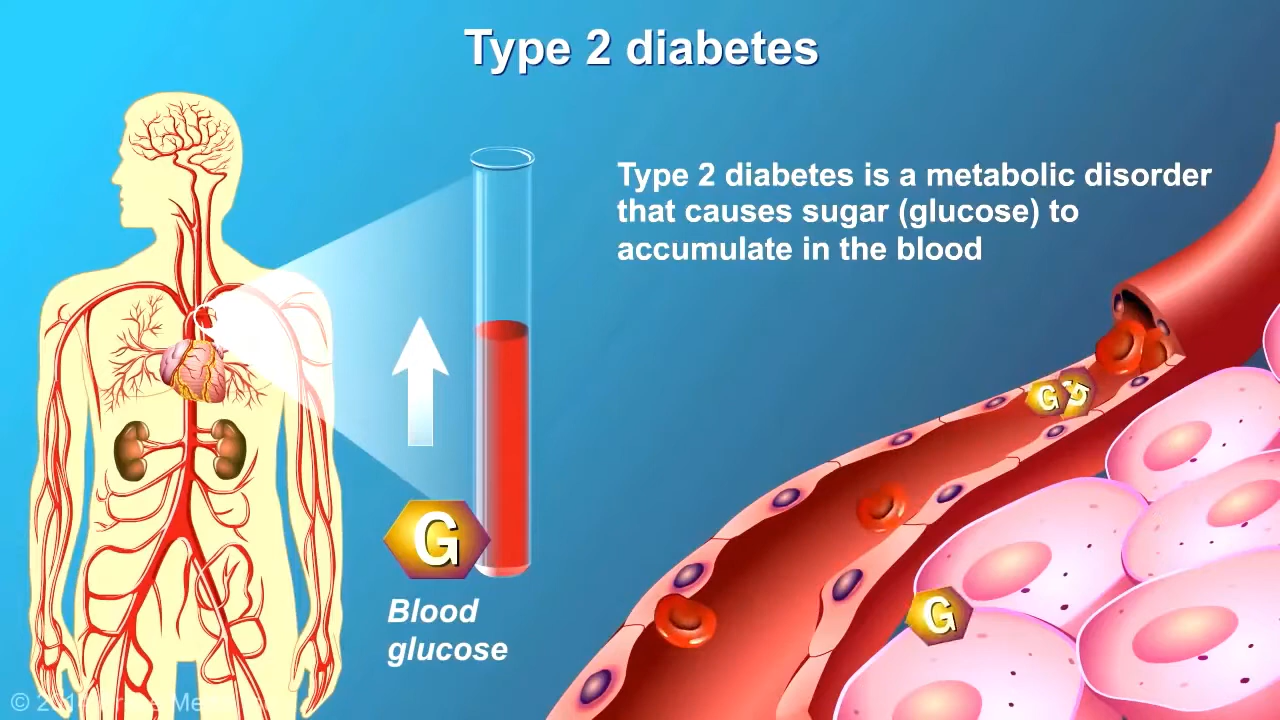 Type 2 diabetes
Type 2 diabetes is a metabolic disorder
that causes sugar (glucose) to
accumulate in the blood
G
G
G
Blood
glucose
©